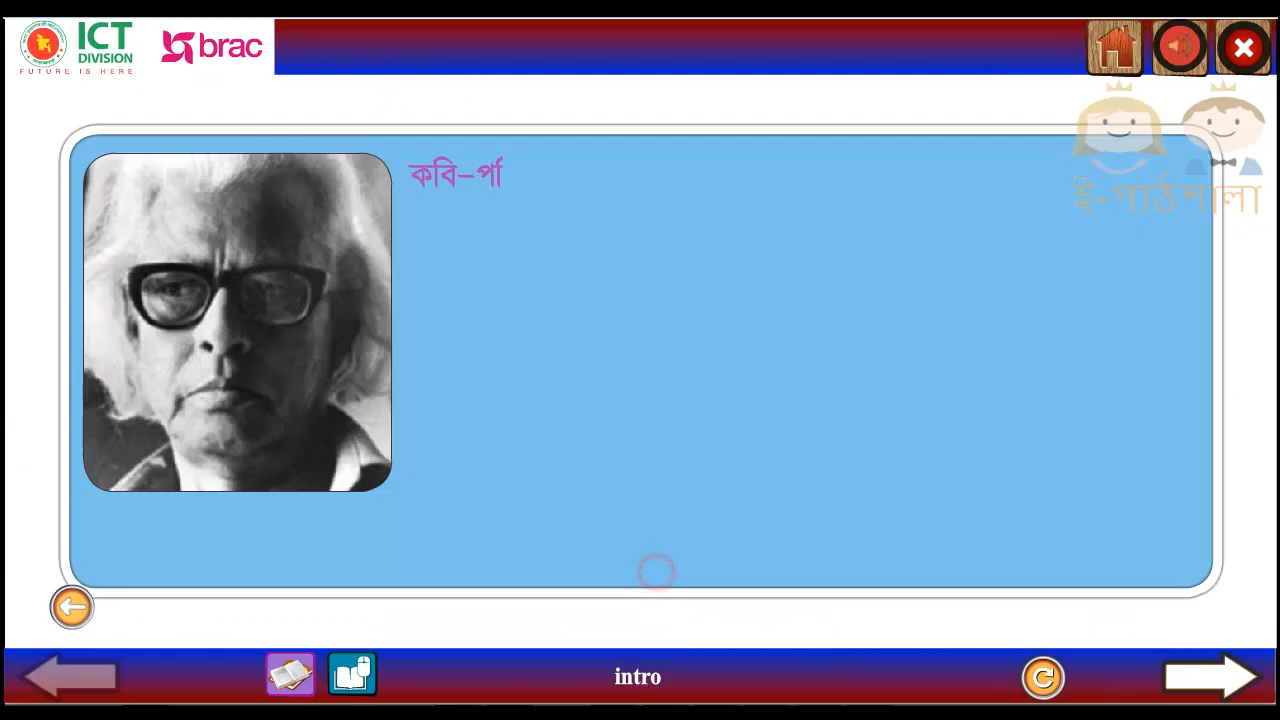 ICT
DIVISION
FUTURE IS HERE
brac
কবি-পা
ই-পাঠশালা
intro